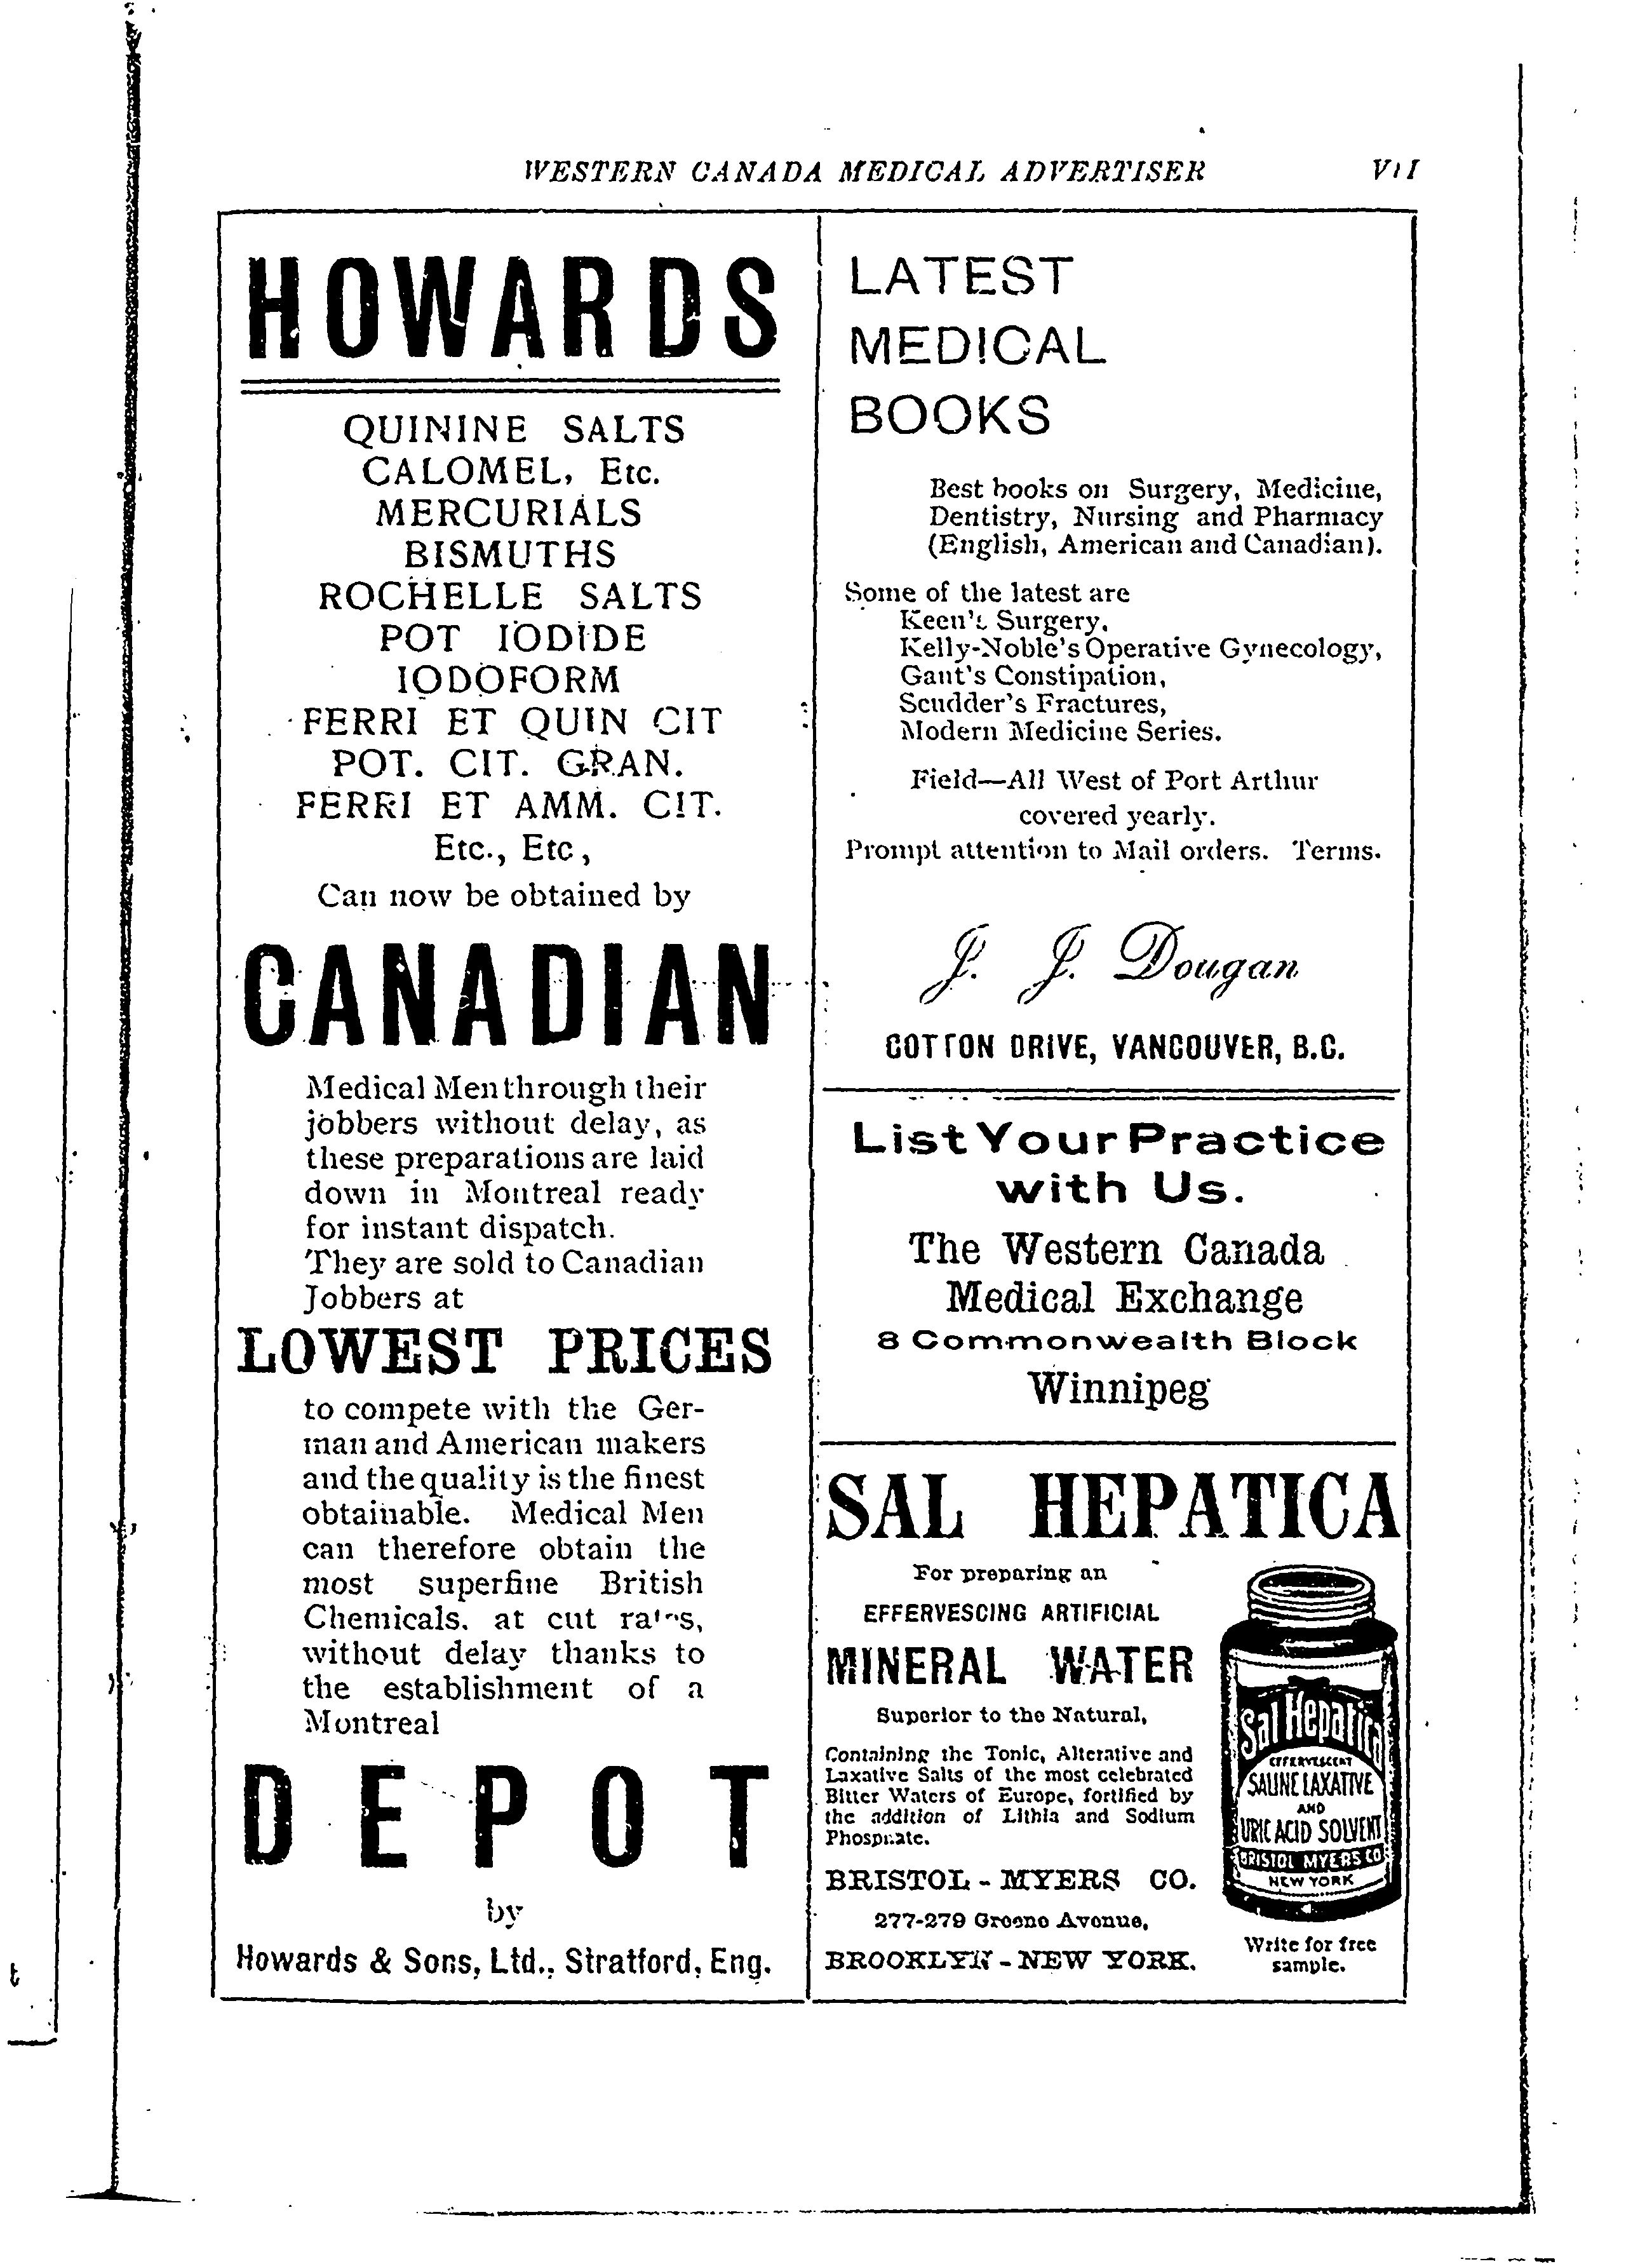 WESTERN CANADA MEDICAL ADVERTISER VII
HOWARDS
QUININE SALTS
CALOMEL, Etc.
MERCURIALS
BISMUTHS
ROCHELLE SALTS
POT IODIDE
IODOFORM
FERRI ET QUIN CIT
POT. CIT. GRAN.
FERRI ET AMM. CIT.
Etc., Etc,
Can now be obtained by
CANADIAN
Medical Men through their
jobbers without delay, as
these preparations are laid
down in Montreal ready
for instant dispatch.
They are sold to Canadian
Jobbers at
LOWEST PRICES
to compete with the Ger-
man and American makers
and the quality is the finest
obtainable. Medical Men
can therefore obtain the
most superfine British
Chemicals. at cut rates,
without delay thanks to
the establishment of a
Montreal
DEPOT
by
Howards & Sons, Ltd., Stratford, Eng.
LATEST
MEDICAL
BOOKS
Best books on Surgery, Medicine,
Dentistry, Nursing and Pharmacy
(English, American and Canadian).
Some of the latest are
Keen's Surgery,
Kelly-Noble's Operative Gynecology,
Gant's Constipation,
Scudder's Fractures,
Modern Medicine Series.
Field—All West of Port Arthur
covered yearly.
Prompt attention to Mail orders. Terms.
J. J. Dougan
COTTON DRIVE, VANCOUVER, B.C.
List Your Practice
with Us.
The Western Canada
Medical Exchange
8 Commonwealth Block
Winnipeg
SAL HEPATICA
For preparing an
EFFERVESCING ARTIFICIAL
MINERAL WATER
Superior to the Natural,
Containing the Tonic, Alterative and
Laxative Salts of the most celebrated
Bitter Waters of Europe, fortified by
the addition of Lithia and Sodium
Phosphate.
BRISTOL - MYERS CO.
277-279 Greene Avenue,
BROOKLYN - NEW YORK.
Sal Hepatica
EFFERVESCENT
SALINE LAXATIVE
AND
URIC ACID SOLVENT
BRISTOL MYERS CO
NEW YORK
Write for free
sample.
t